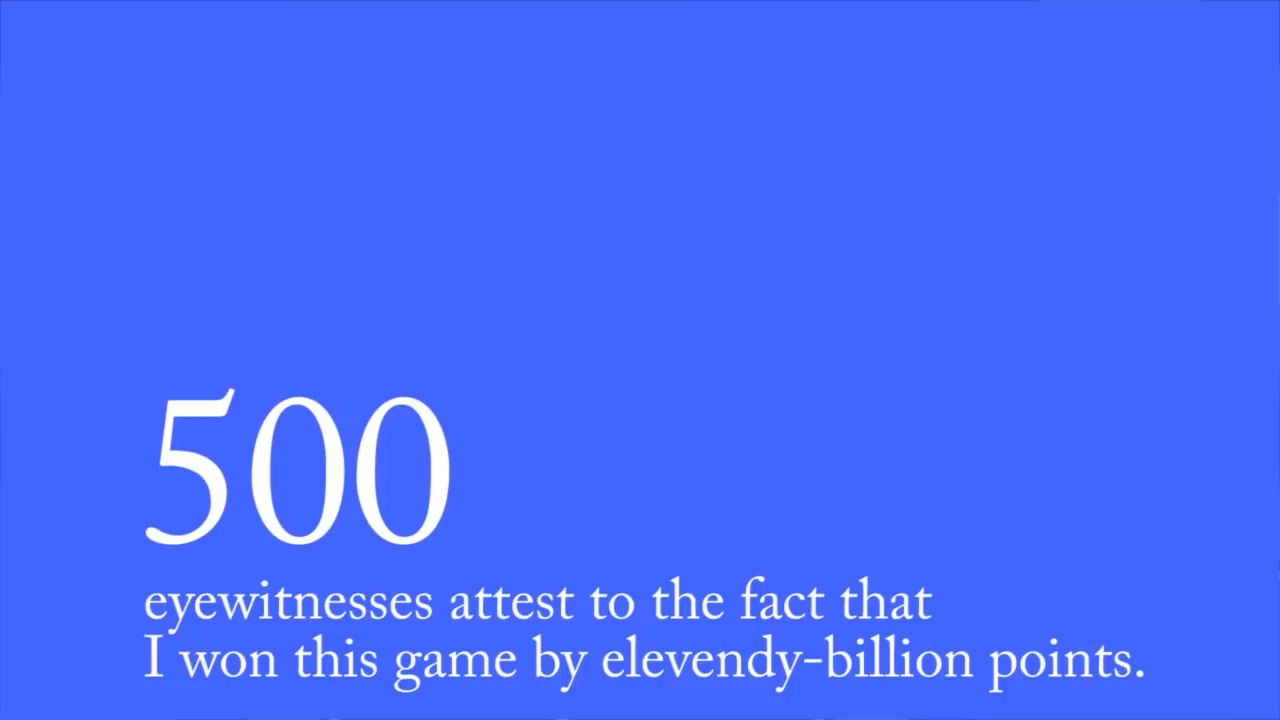 500
eyewitnesses attest to the fact that
I won this game by elevendy-billion points.